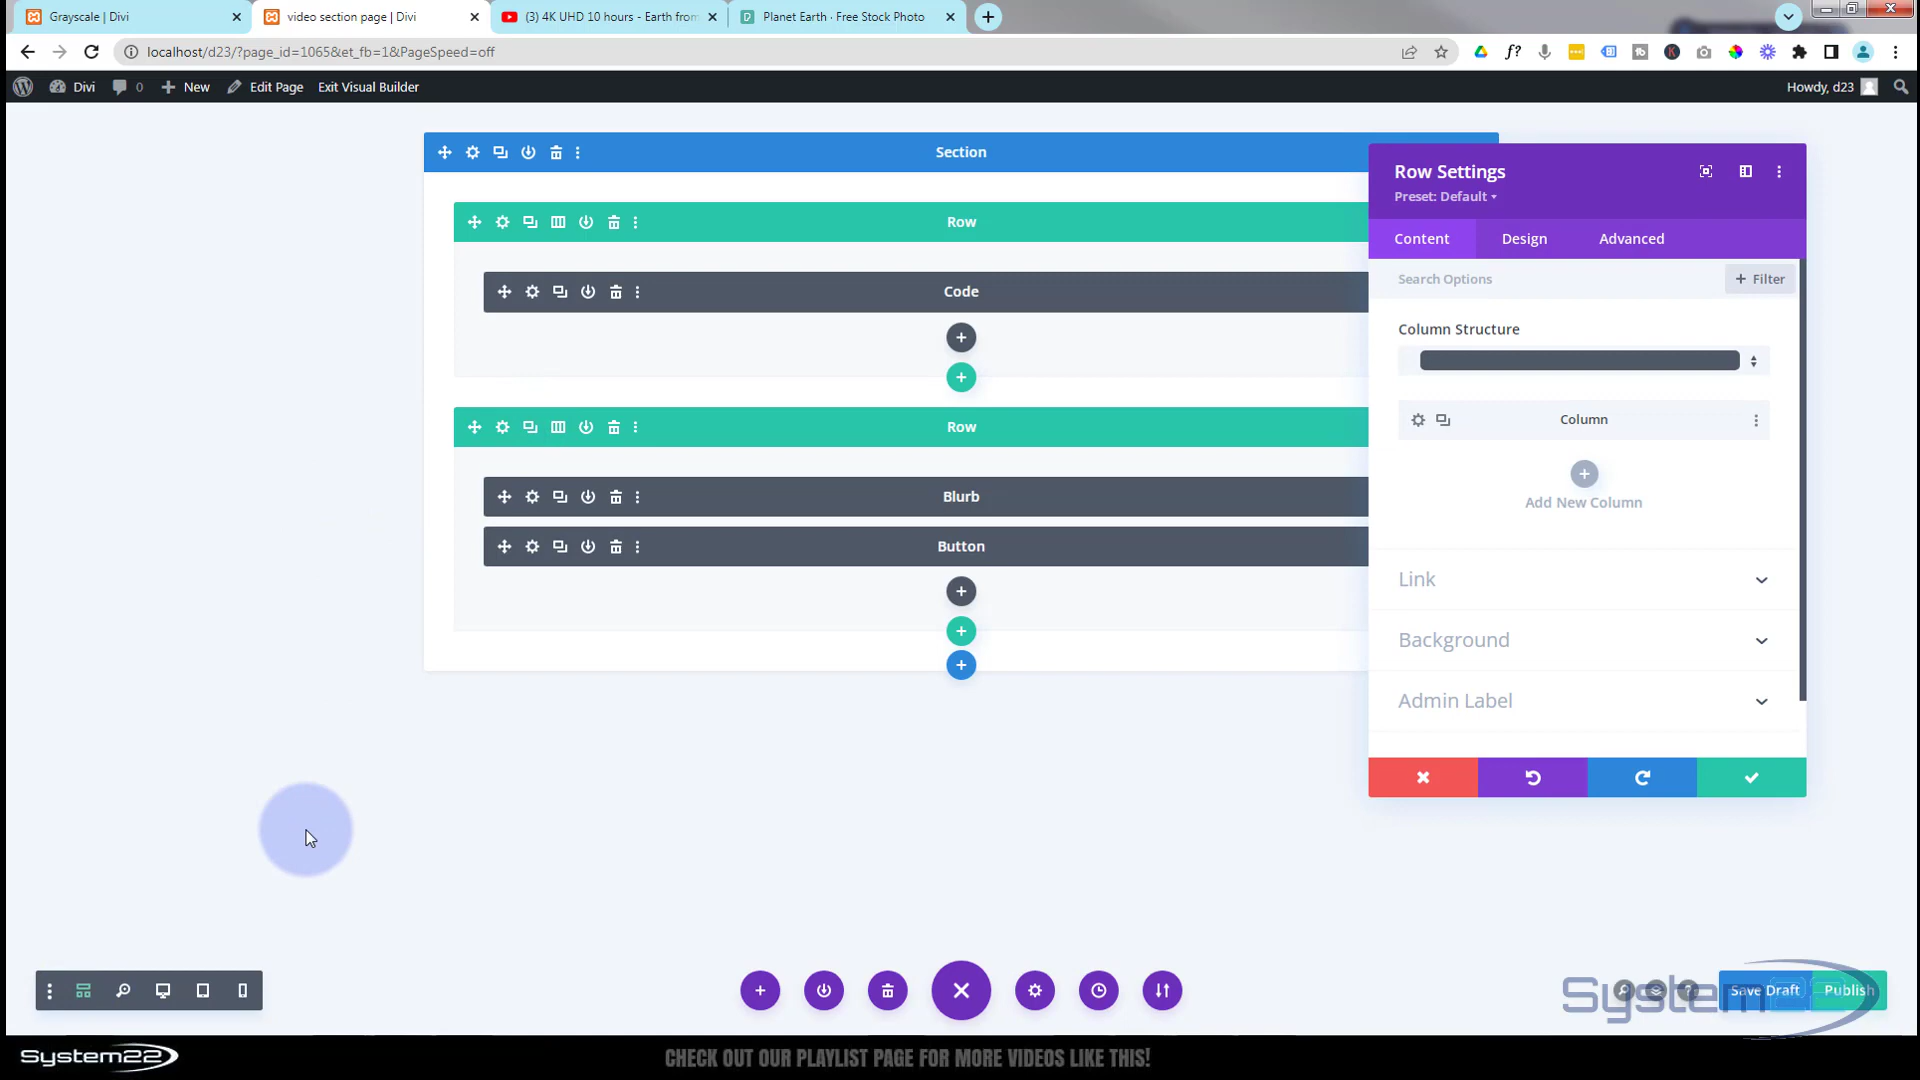 Grayscale | Divi
video section page | Divi
(3) 4K UHD 10 hours - Earth from
Planet Earth · Free Stock Photo
localhost/d23/?page_id=1065&et_fb=1&PageSpeed=off
Divi
0
New
Edit Page
Exit Visual Builder
Howdy, d23
Section
Row
Code
Row
Blurb
Button
Row Settings
Preset: Default
Content
Design
Advanced
Search Options
+ Filter
Column Structure
Column
Add New Column
Link
Background
Admin Label
Save Draft
Publish
System22
System22
CHECK OUT OUR PLAYLIST PAGE FOR MORE VIDEOS LIKE THIS!